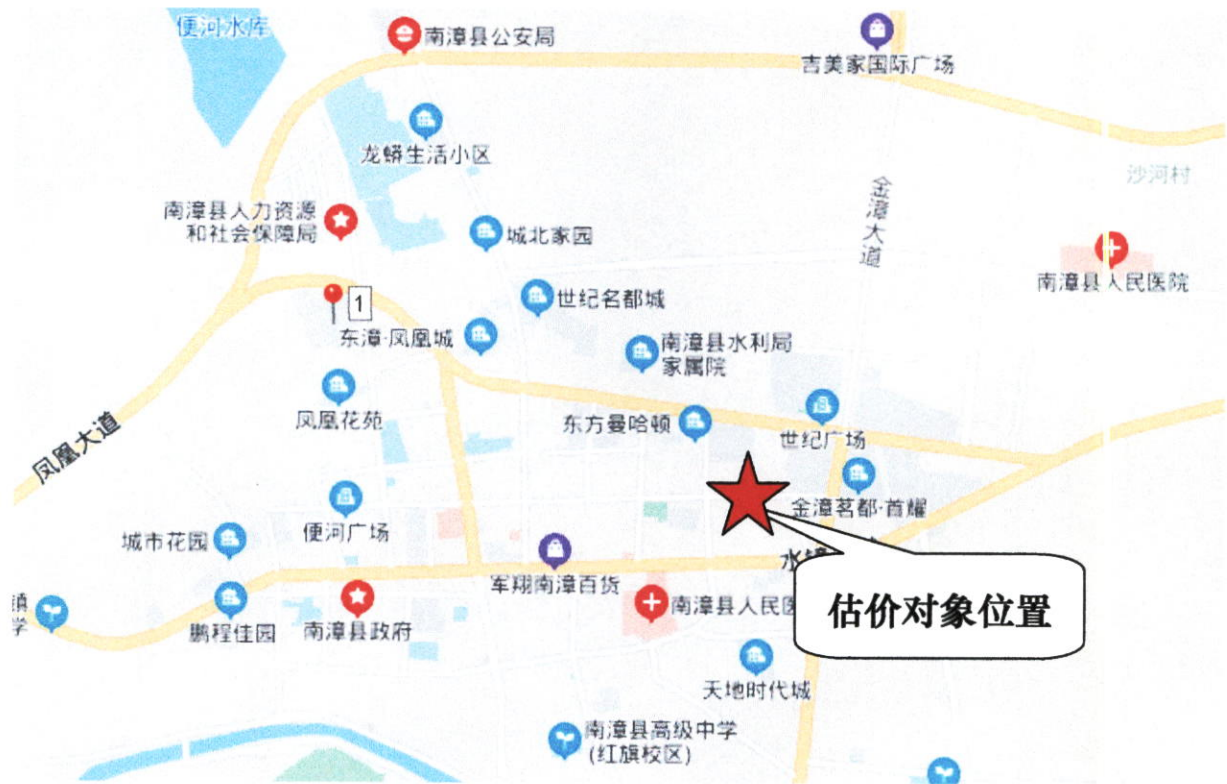 便河水库
南漳县公安局
吉美家国际广场
龙蟒生活小区
沙河村
金漳大道
南漳县人力资源
和社会保障局
城北家园
南漳县人民医院
世纪名都城
1
东漳·凤凰城
南漳县水利局
家属院
凤凰花苑
东方曼哈顿
世纪广场
凤凰大道
金漳茗都·首耀
便河广场
城市花园
军翔南漳百货
水镜
估价对象位置
镇
学
鹏程佳园
南漳县政府
南漳县人民医
天地时代城
南漳县高级中学
(红旗校区)